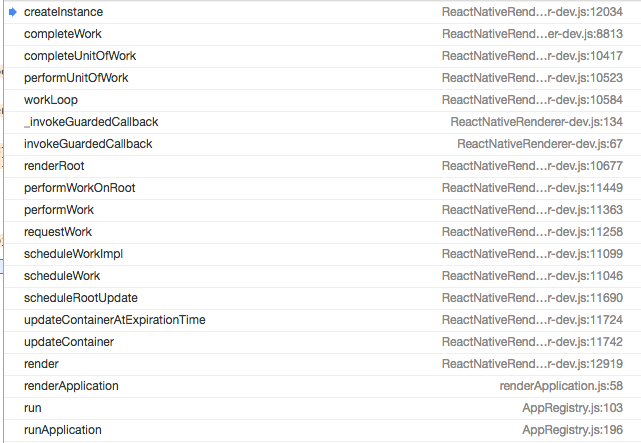 createInstance ReactNativeRend...r-dev.js:12034
completeWork ReactNativeRend...er-dev.js:8813
completeUnitOfWork ReactNativeRend...r-dev.js:10417
performUnitOfWork ReactNativeRend...r-dev.js:10523
workLoop ReactNativeRend...r-dev.js:10584
_invokeGuardedCallback ReactNativeRenderer-dev.js:134
invokeGuardedCallback ReactNativeRenderer-dev.js:67
renderRoot ReactNativeRend...r-dev.js:10677
performWorkOnRoot ReactNativeRend...r-dev.js:11449
performWork ReactNativeRend...r-dev.js:11363
requestWork ReactNativeRend...r-dev.js:11258
scheduleWorkImpl ReactNativeRend...r-dev.js:11099
scheduleWork ReactNativeRend...r-dev.js:11046
scheduleRootUpdate ReactNativeRend...r-dev.js:11690
updateContainerAtExpirationTime ReactNativeRend...r-dev.js:11724
updateContainer ReactNativeRend...r-dev.js:11742
render ReactNativeRend...r-dev.js:12919
renderApplication renderApplication.js:58
run AppRegistry.js:103
runApplication AppRegistry.js:196